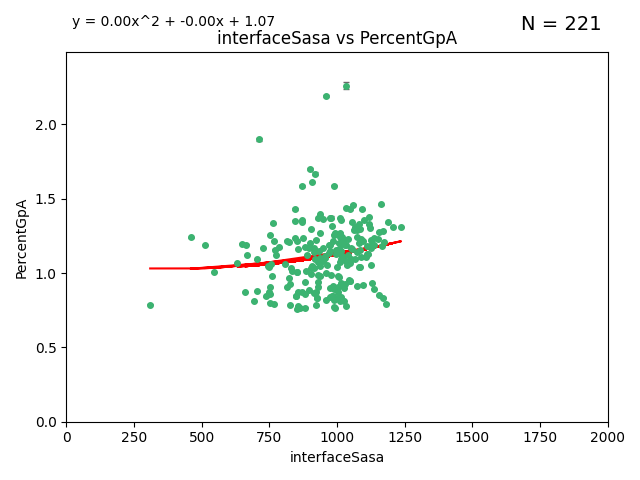 y = 0.00x^2 + -0.00x + 1.07
N = 221
interfaceSasa vs PercentGpA
PercentGpA
2.0
1.5
1.0
0.5
0.0
0 250 500 750 1000 1250 1500 1750 2000
interfaceSasa